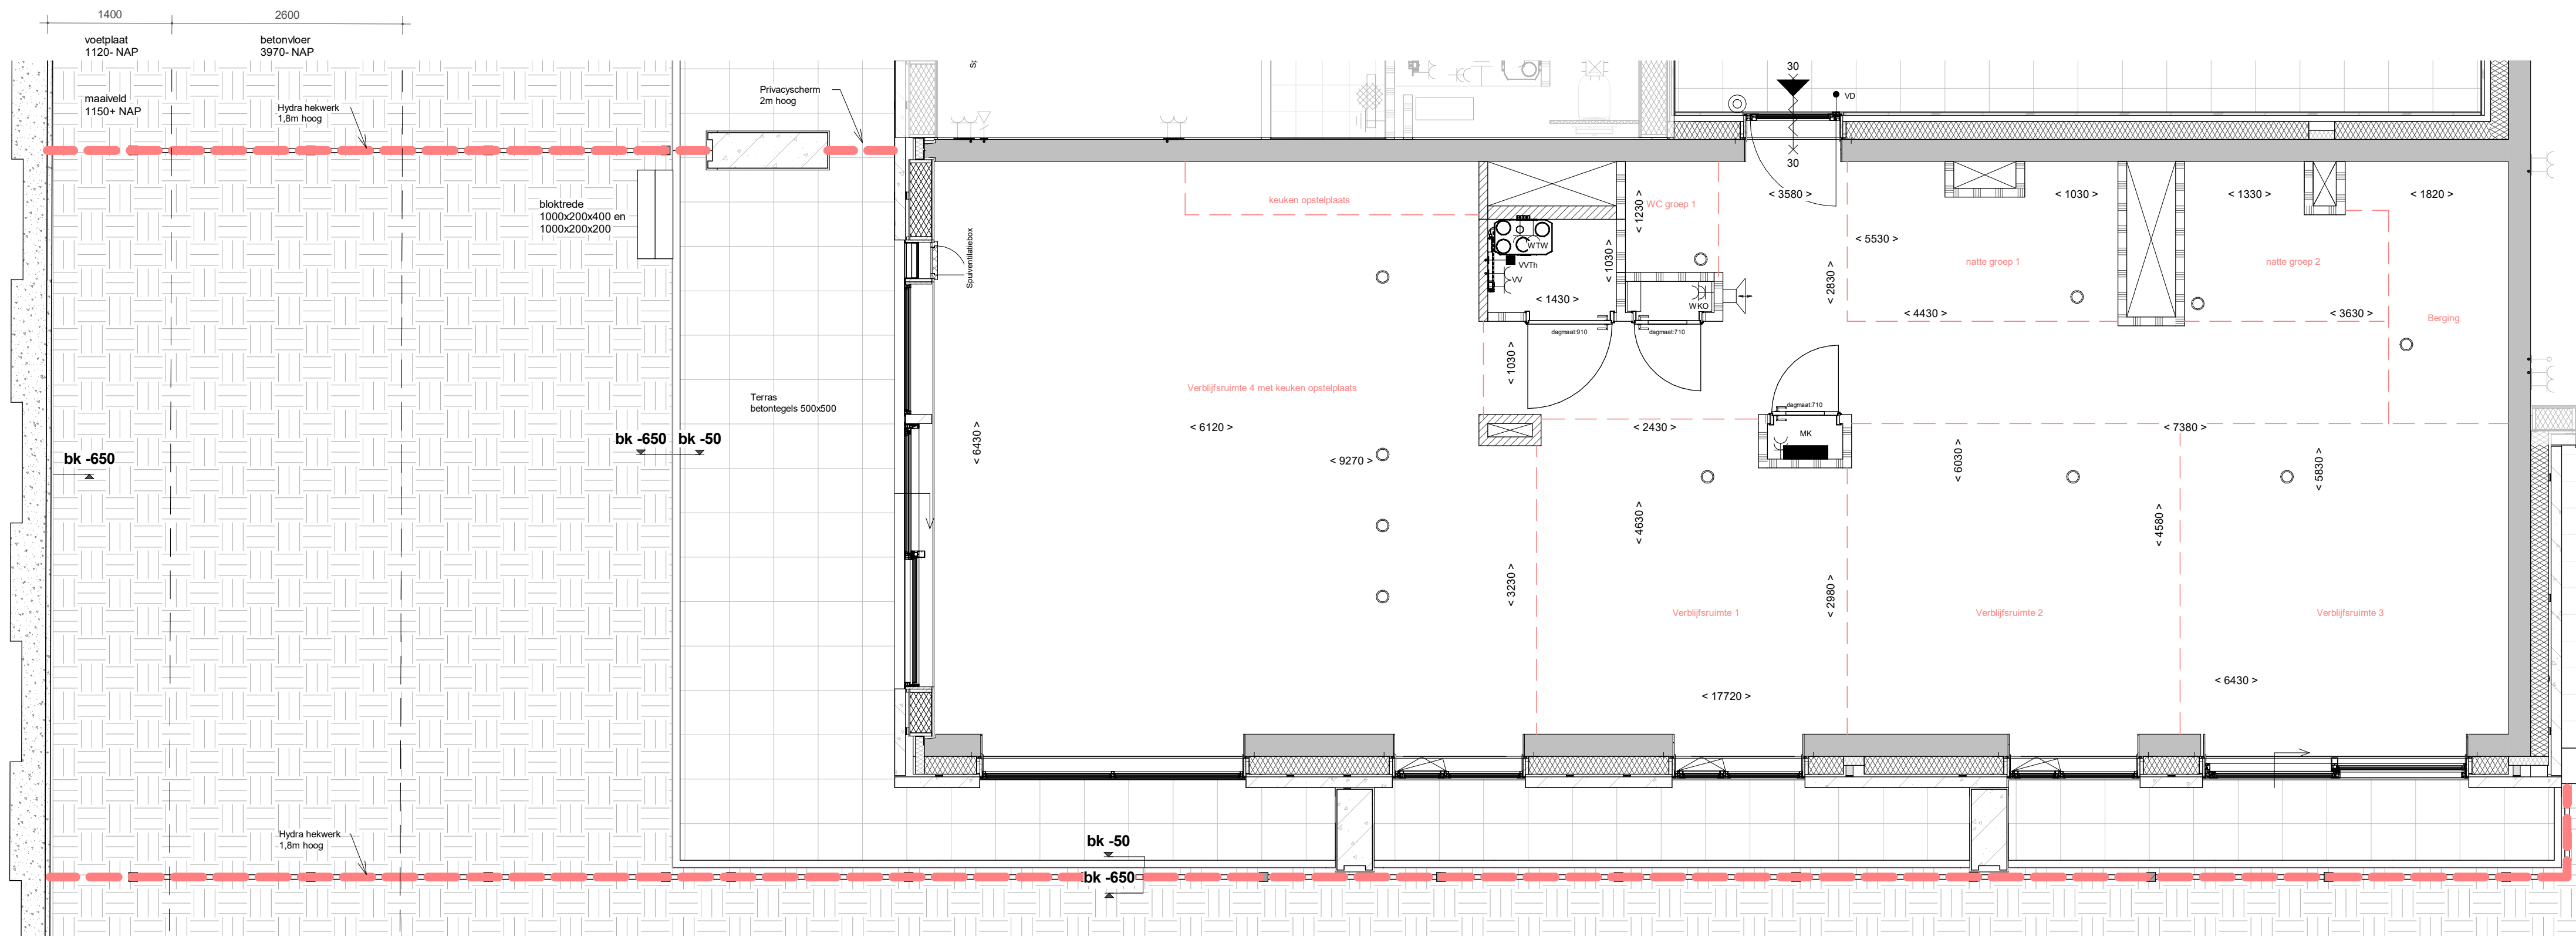 1400
2600
voetplaat
1120- NAP
betonvloer
3970- NAP
maaiveld
1150+ NAP
Hydra hekwerk
1,8m hoog
Privacyscherm
2m hoog
bloktrede
1000x200x400 en
1000x200x200
Spuiventilatiebox
Terras
betontegels 500x500
bk -650
bk -50
bk -650
30
VD
30
keuken opstelplaats
WC groep 1
< 1230 >
< 3580 >
< 1030 >
< 1330 >
< 1820 >
WTW
VVTh
VV
< 1030 >
< 1430 >
WKO
< 5530 >
< 2830 >
natte groep 1
natte groep 2
< 4430 >
< 3630 >
Berging
dagmaat:910
dagmaat:710
< 1030 >
Verblijfsruimte 4 met keuken opstelplaats
dagmaat:710
MK
< 6430 >
< 6120 >
< 2430 >
< 7380 >
< 9270 >
< 6030 >
< 5830 >
< 4630 >
< 4580 >
< 3230 >
< 2980 >
Verblijfsruimte 1
Verblijfsruimte 2
Verblijfsruimte 3
< 6430 >
< 17720 >
Hydra hekwerk
1,8m hoog
bk -50
bk -650